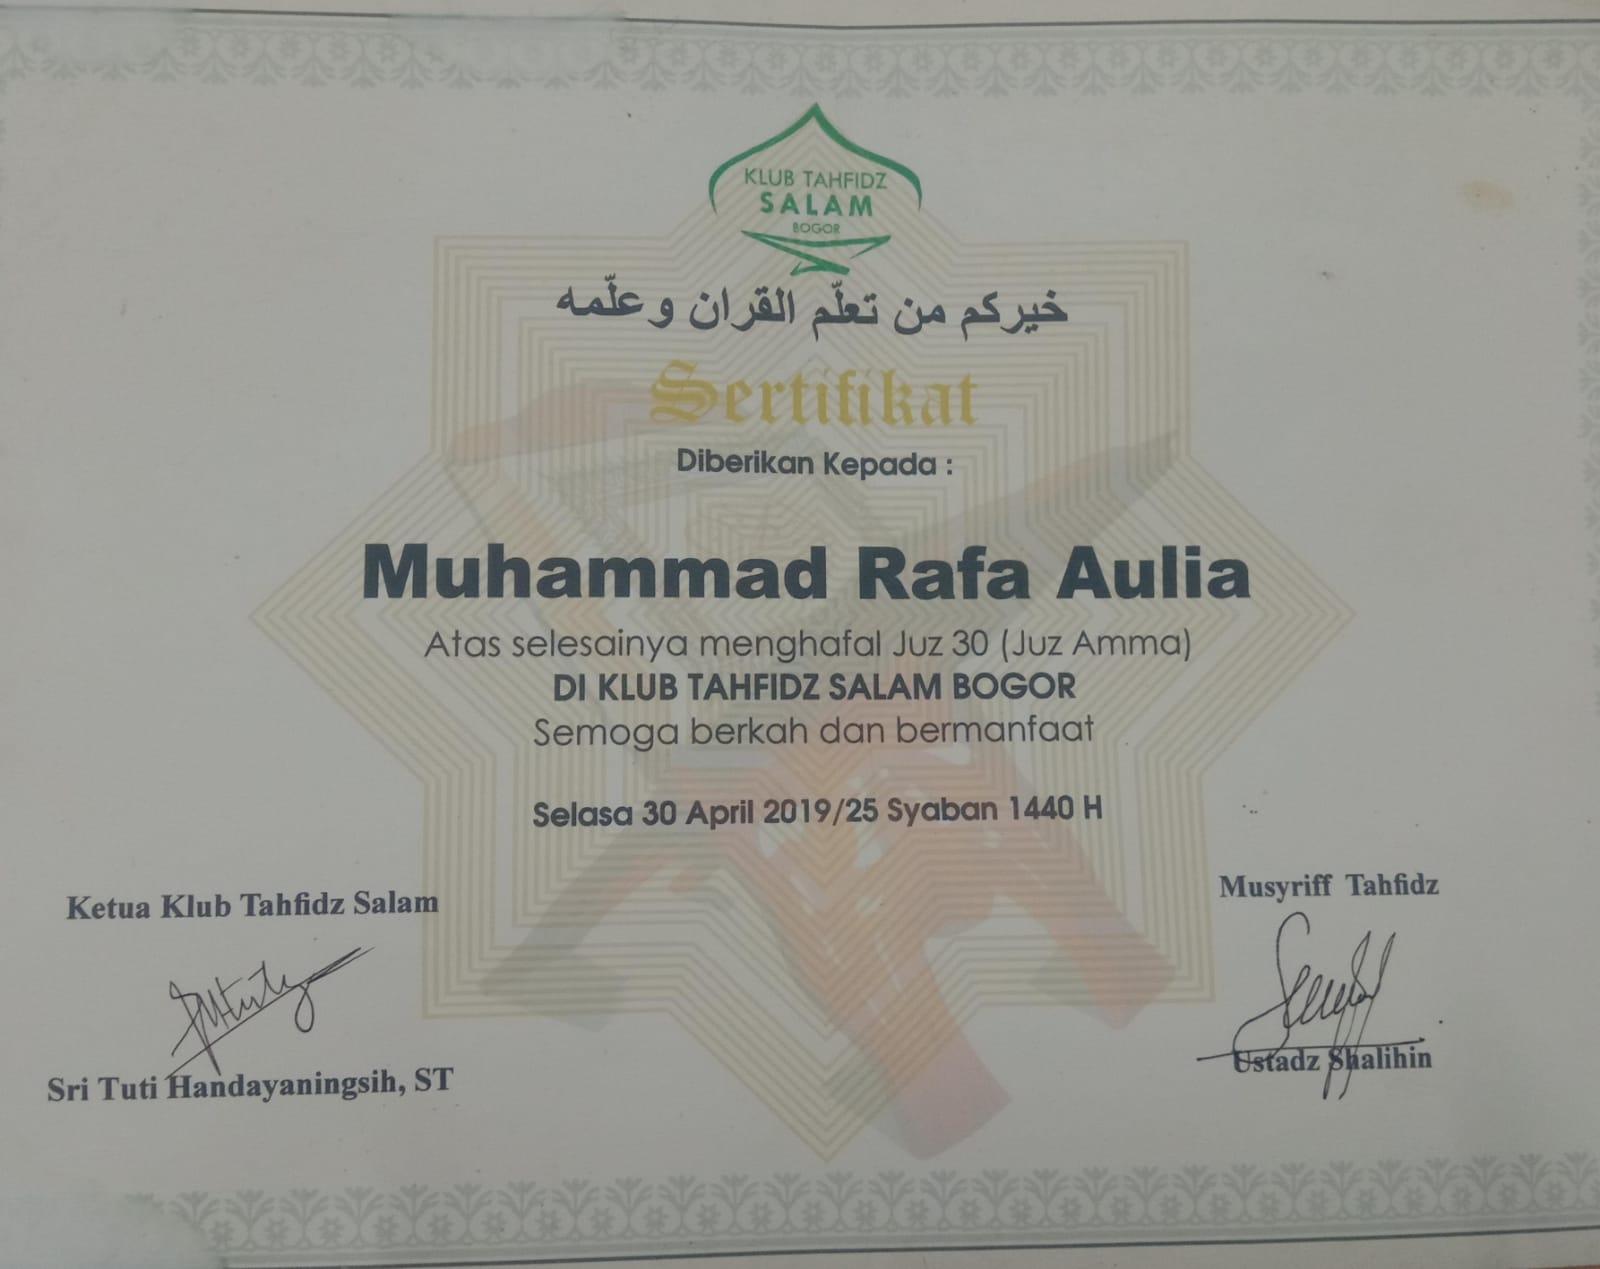 KLUB TAHFIDZ
SALAM
BOGOR
خيركم من تعلّم القران وعلّمه
Sertifikat
Diberikan Kepada :
Muhammad Rafa Aulia
Atas selesainya menghafal Juz 30 (Juz Amma)
DI KLUB TAHFIDZ SALAM BOGOR
Semoga berkah dan bermanfaat
Selasa 30 April 2019/25 Syaban 1440 H
Ketua Klub Tahfidz Salam
Sri Tuti Handayaningsih, ST
Musyriff Tahfidz
Ustadz Shalihin